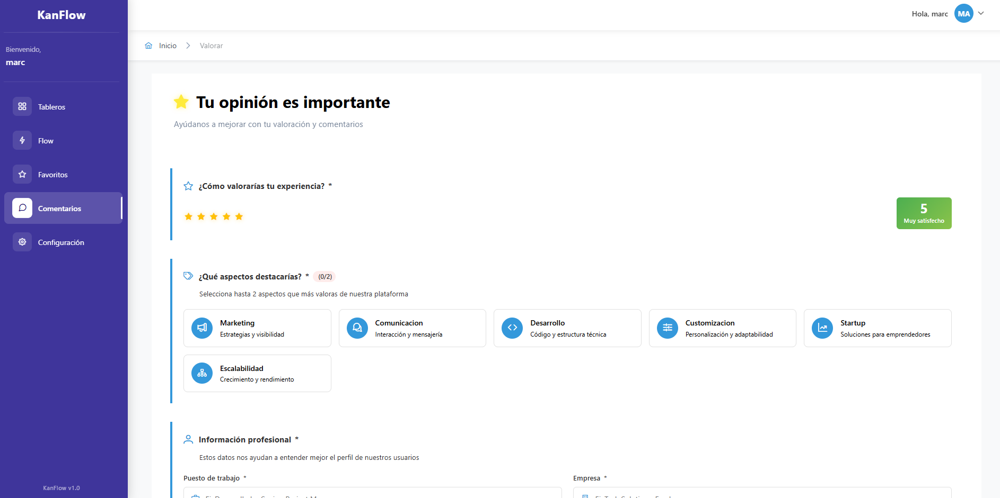 KanFlow
Hola, marc
MA
Inicio
Valorar
Bienvenido,
marc
Tableros
Flow
Favoritos
Comentarios
Configuración
KanFlow v1.0
Tu opinión es importante
Ayúdanos a mejorar con tu valoración y comentarios
¿Cómo valorarías tu experiencia? *
5
Muy satisfecho
¿Qué aspectos destacarías? * (0/2)
Selecciona hasta 2 aspectos que más valoras de nuestra plataforma
Marketing
Estrategias y visibilidad
Comunicacion
Interacción y mensajería
Desarrollo
Código y estructura técnica
Customizacion
Personalización y adaptabilidad
Startup
Soluciones para emprendedores
Escalabilidad
Crecimiento y rendimiento
Información profesional *
Estos datos nos ayudan a entender mejor el perfil de nuestros usuarios
Puesto de trabajo *
Empresa *